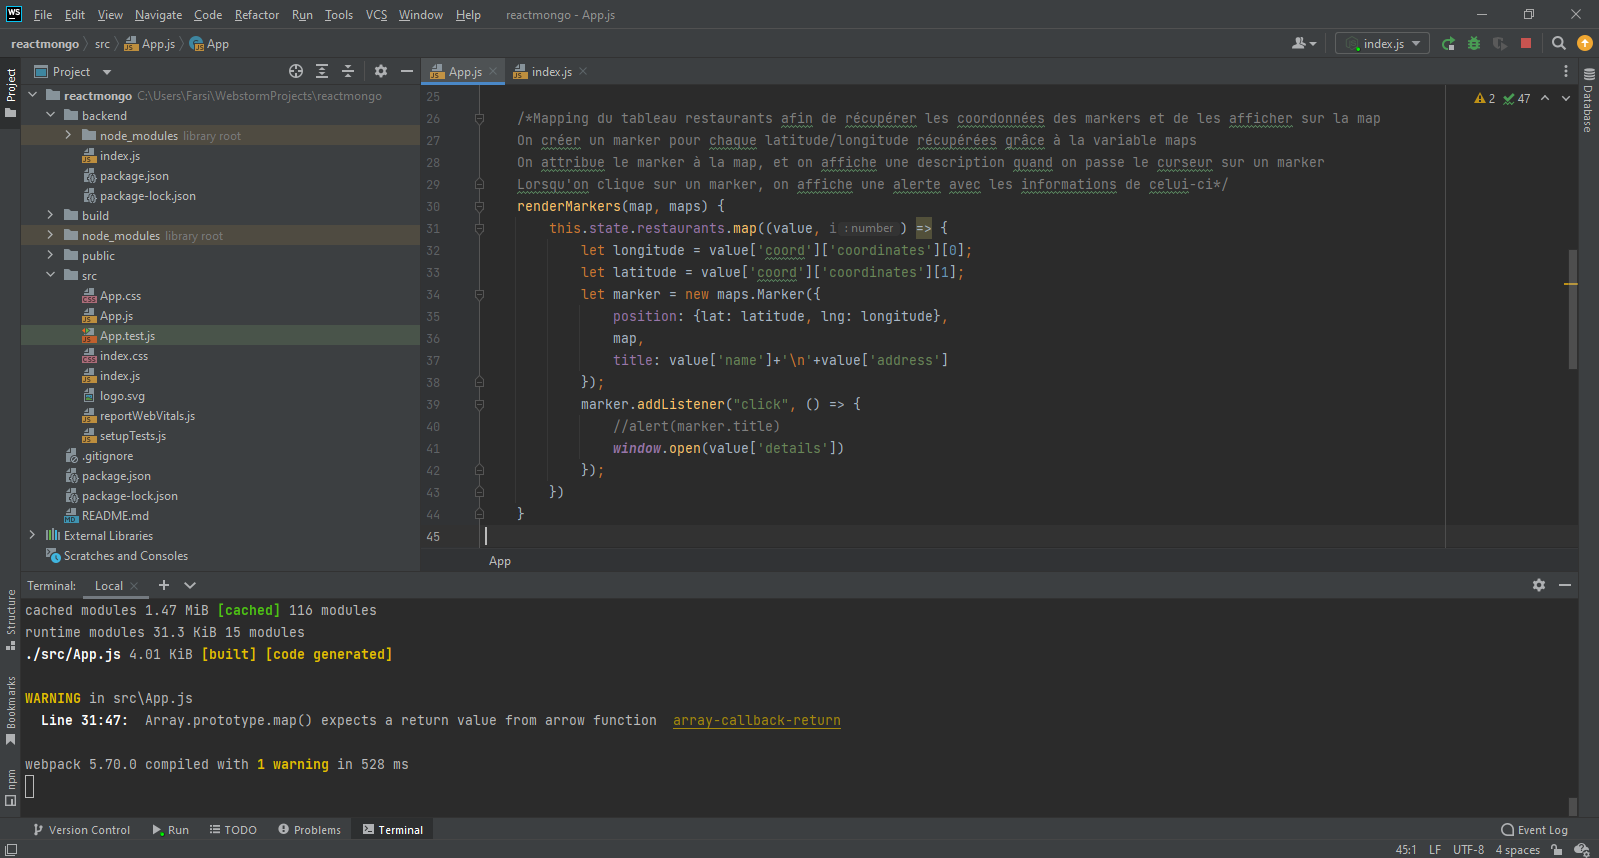 WS File Edit View Navigate Code Refactor Run Tools VCS Window Help reactmongo - App.js
reactmongo src App.js App index.js
Project
Project
App.js index.js
reactmongo C:\Users\Farsi\WebstormProjects\reactmongo
backend
node_modules library root
index.js
package.json
package-lock.json
build
node_modules library root
public
src
App.css
App.js
App.test.js
index.css
index.js
logo.svg
reportWebVitals.js
setupTests.js
.gitignore
package.json
package-lock.json
README.md
External Libraries
Scratches and Consoles
2 47
Database
25
26 /*Mapping du tableau restaurants afin de récupérer les coordonnées des markers et de les afficher sur la map
27 On créer un marker pour chaque latitude/longitude récupérées grâce à la variable maps
28 On attribue le marker à la map, et on affiche une description quand on passe le curseur sur un marker
29 Lorsqu'on clique sur un marker, on affiche une alerte avec les informations de celui-ci*/
30 renderMarkers(map, maps) {
31 this.state.restaurants.map((value, i : number ) => {
32 let longitude = value['coord']['coordinates'][0];
33 let latitude = value['coord']['coordinates'][1];
34 let marker = new maps.Marker({
35 position: {lat: latitude, lng: longitude},
36 map,
37 title: value['name']+'\n'+value['address']
38 });
39 marker.addListener("click", () => {
40 //alert(marker.title)
41 window.open(value['details'])
42 });
43 })
44 }
45
App
Structure
Bookmarks
npm
Terminal: Local
cached modules 1.47 MiB [cached] 116 modules
runtime modules 31.3 KiB 15 modules
./src/App.js 4.01 KiB [built] [code generated]
WARNING in src\App.js
Line 31:47: Array.prototype.map() expects a return value from arrow function array-callback-return
webpack 5.70.0 compiled with 1 warning in 528 ms
Version Control Run TODO Problems Terminal Event Log
45:1 LF UTF-8 4 spaces